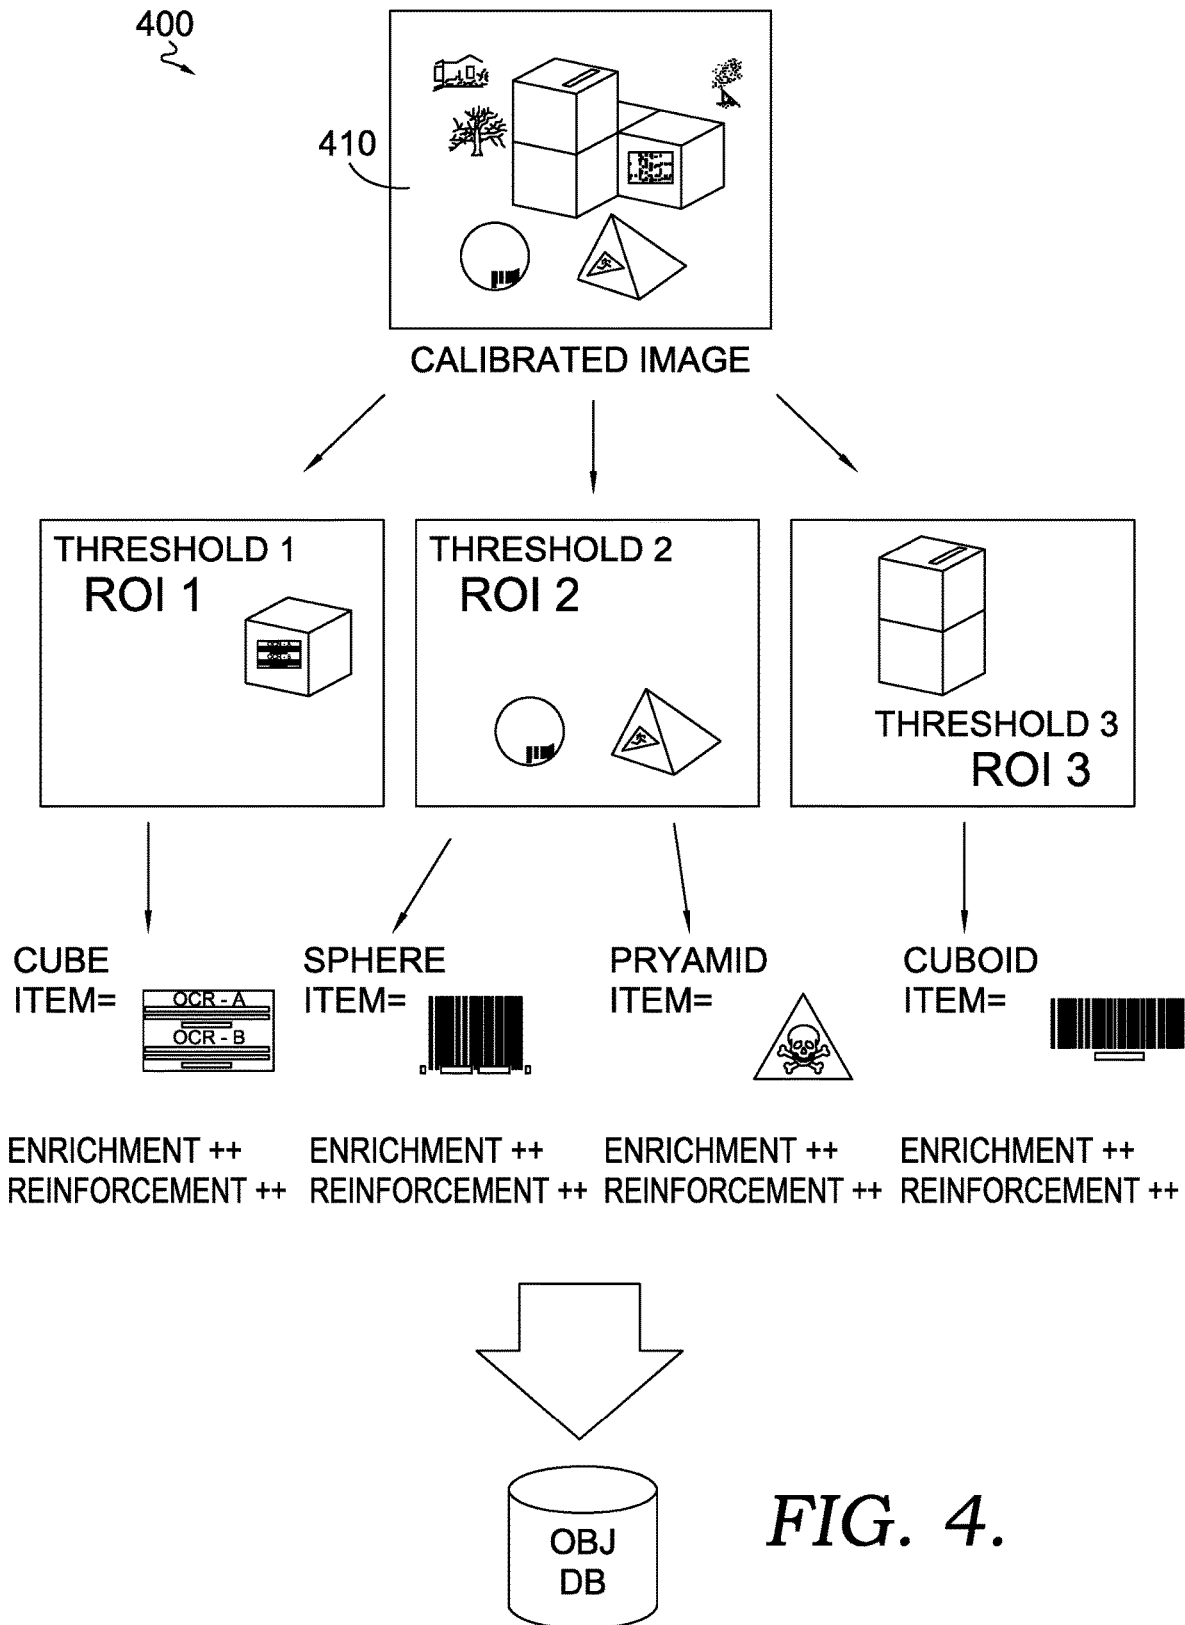 400
410
CALIBRATED IMAGE
THRESHOLD 1
ROI 1
OCR - A
THRESHOLD 2
ROI 2
THRESHOLD 3
ROI 3
CUBE
ITEM=
OCR - A
OCR - B
SPHERE
ITEM=
PRYAMID
ITEM=
CUBOID
ITEM=
ENRICHMENT ++
REINFORCEMENT ++
ENRICHMENT ++
REINFORCEMENT ++
ENRICHMENT ++
REINFORCEMENT ++
ENRICHMENT ++
REINFORCEMENT ++
OBJ
DB
FIG. 4.